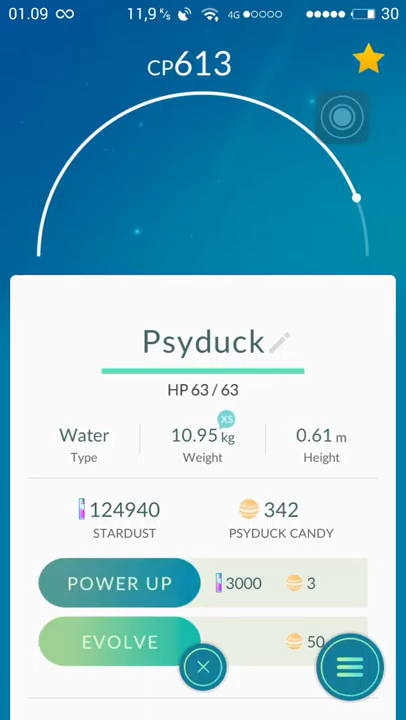 01.09 11,9 K/s 4G 30
CP613
Psyduck
HP 63 / 63
XS
Water 10.95 kg 0.61 m
Type Weight Height
124940 342
STARDUST PSYDUCK CANDY
POWER UP 3000 3
EVOLVE 50